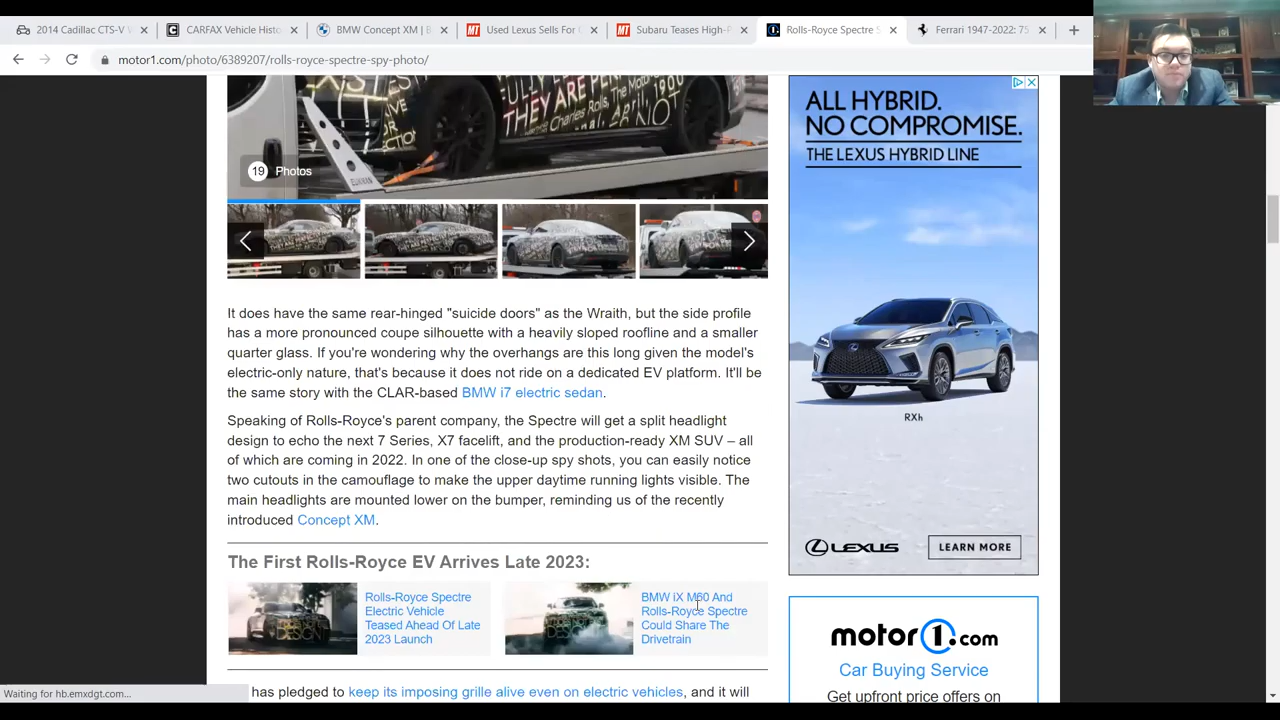 2014 Cadillac CTS-V
CARFAX Vehicle Histo
BMW Concept XM | B
MT
Used Lexus Sells For
MT
Subaru Teases High-P
Rolls-Royce Spectre S
Ferrari 1947-2022: 75
motor1.com/photo/6389207/rolls-royce-spectre-spy-photo/
THEY ARE
Charles Rolls, The
19 Photos
It does have the same rear-hinged "suicide doors" as the Wraith, but the side profile
has a more pronounced coupe silhouette with a heavily sloped roofline and a smaller
quarter glass. If you're wondering why the overhangs are this long given the model's
electric-only nature, that's because it does not ride on a dedicated EV platform. It'll be
the same story with the CLAR-based BMW i7 electric sedan.
Speaking of Rolls-Royce's parent company, the Spectre will get a split headlight
design to echo the next 7 Series, X7 facelift, and the production-ready XM SUV – all
of which are coming in 2022. In one of the close-up spy shots, you can easily notice
two cutouts in the camouflage to make the upper daytime running lights visible. The
main headlights are mounted lower on the bumper, reminding us of the recently
introduced Concept XM.
The First Rolls-Royce EV Arrives Late 2023:
Rolls-Royce Spectre
Electric Vehicle
Teased Ahead Of Late
2023 Launch
BMW iX M60 And
Rolls-Royce Spectre
Could Share The
Drivetrain
has pledged to keep its imposing grille alive even on electric vehicles, and it will
Waiting for hb.emxdgt.com...
ALL HYBRID.
NO COMPROMISE.
THE LEXUS HYBRID LINE
RXh
LEXUS
LEARN MORE
motor1.com
Car Buying Service
Get upfront price offers on